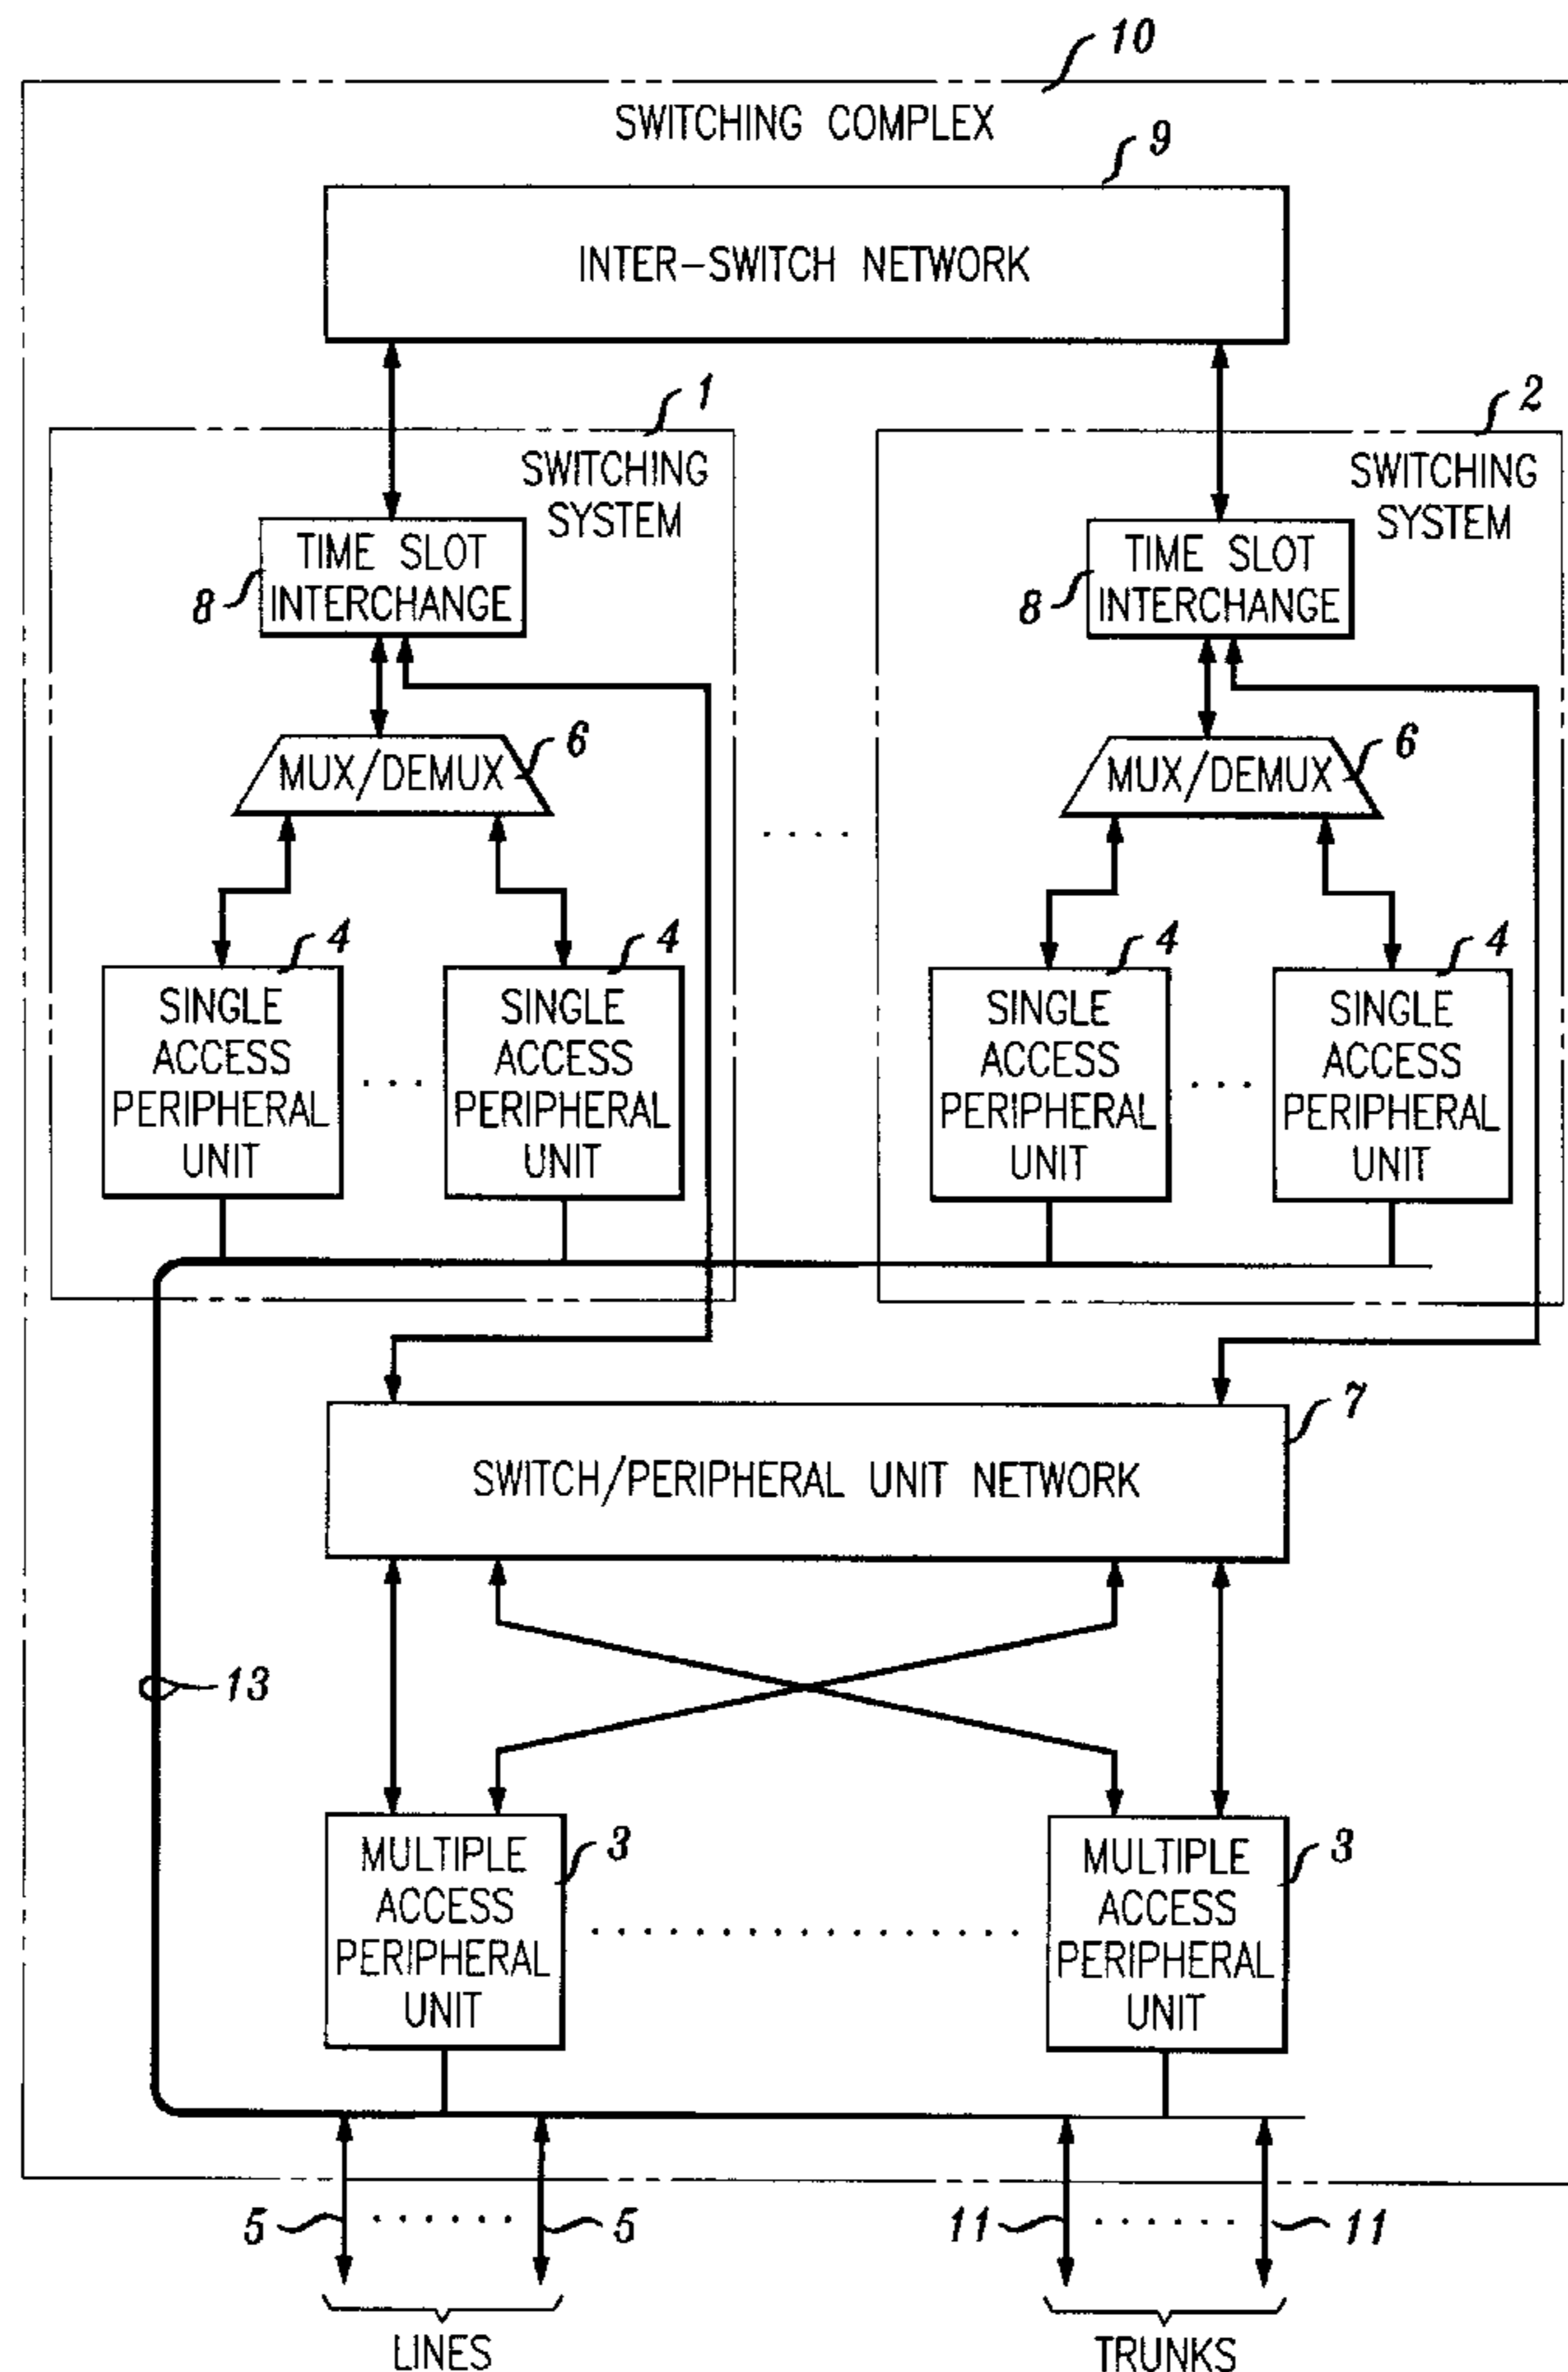 10
SWITCHING COMPLEX
9
INTER-SWITCH NETWORK
1
2
SWITCHING
SYSTEM
SWITCHING
SYSTEM
TIME SLOT
INTERCHANGE
8
TIME SLOT
INTERCHANGE
8
MUX/DEMUX
6
MUX/DEMUX
6
4
4
4
4
SINGLE
ACCESS
PERIPHERAL
UNIT
SINGLE
ACCESS
PERIPHERAL
UNIT
SINGLE
ACCESS
PERIPHERAL
UNIT
SINGLE
ACCESS
PERIPHERAL
UNIT
7
SWITCH/PERIPHERAL UNIT NETWORK
13
3
3
MULTIPLE
ACCESS
PERIPHERAL
UNIT
MULTIPLE
ACCESS
PERIPHERAL
UNIT
5
5
11
11
LINES
TRUNKS